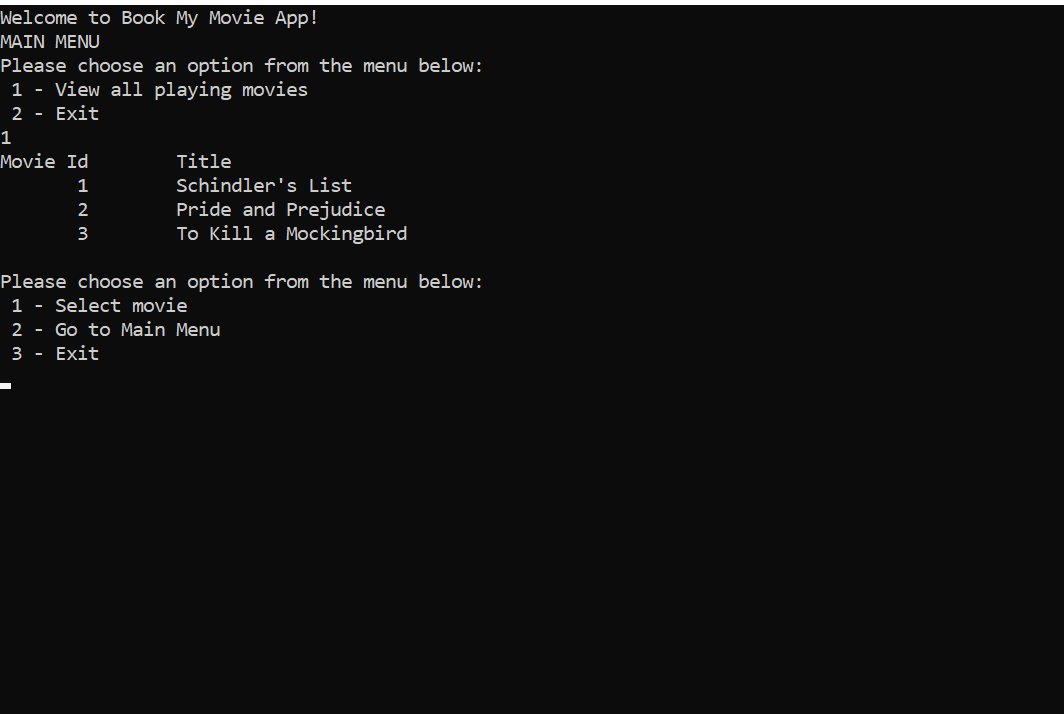 Welcome to Book My Movie App!
MAIN MENU
Please choose an option from the menu below:
 1 - View all playing movies
 2 - Exit
1
Movie Id        Title
       1        Schindler's List
       2        Pride and Prejudice
       3        To Kill a Mockingbird

Please choose an option from the menu below:
 1 - Select movie
 2 - Go to Main Menu
 3 - Exit